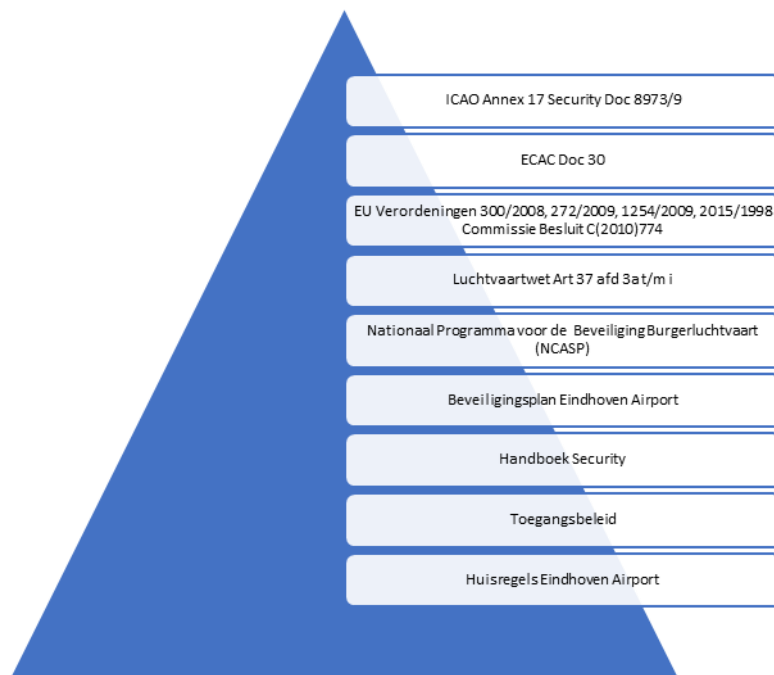 ICAO Annex 17 Security Doc 8973/9
ECAC Doc 30
EU Verordeningen 300/2008, 272/2009, 1254/2009, 2015/1998
Commissie Besluit C(2010)774
Luchtvaartwet Art 37 afd 3a t/m i
Nationaal Programma voor de Beveiliging Burgerluchtvaart
(NCASP)
Beveiligingsplan Eindhoven Airport
Handboek Security
Toegangsbeleid
Huisregels Eindhoven Airport